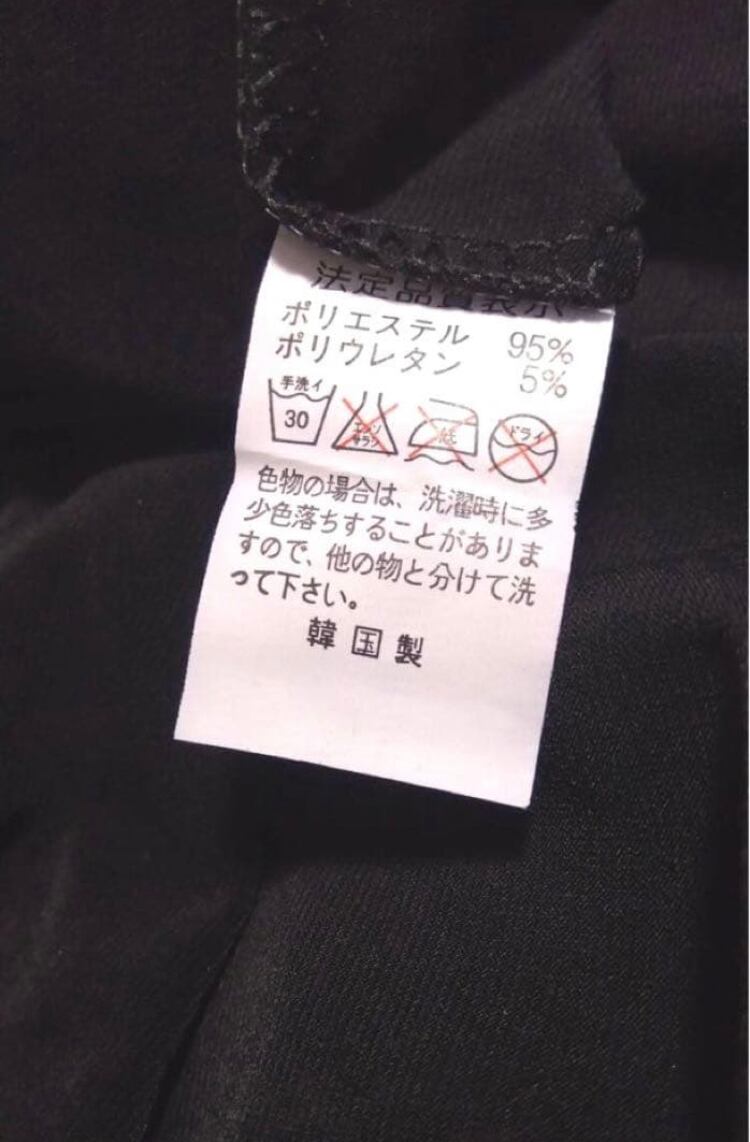 法定品質表示
ポリエステル 95%
ポリウレタン 5%
手洗イ
30
エンソ
サラシ
ドライ
色物の場合は、洗濯時に多
少色落ちすることがありま
すので、他の物と分けて洗
って下さい。
韓国製